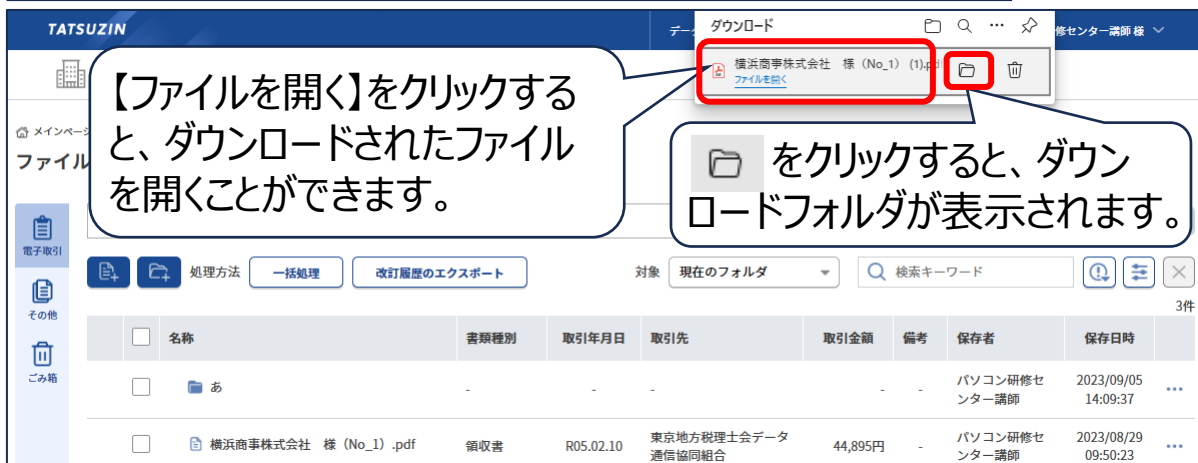 TATSUZIN
デー
修センター講師 様
ダウンロード
横浜商事株式会社 様（No_1） (1).pd
ファイルを開く
【ファイルを開く】をクリックする
と、ダウンロードされたファイル
を開くことができます。
をクリックすると、ダウン
ロードフォルダが表示されます。
メインペー
ファイル
電子取引
その他
ごみ箱
処理方法 一括処理 改訂履歴のエクスポート 対象 現在のフォルダ 検索キーワード
3件
名称 書類種別 取引年月日 取引先 取引金額 備考 保存者 保存日時
あ - - - - - パソコン研修センター講師 2023/09/05 14:09:37
横浜商事株式会社 様（No_1）.pdf 領収書 R05.02.10 東京地方税理士会データ通信協同組合 44,895円 - パソコン研修センター講師 2023/08/29 09:50:23